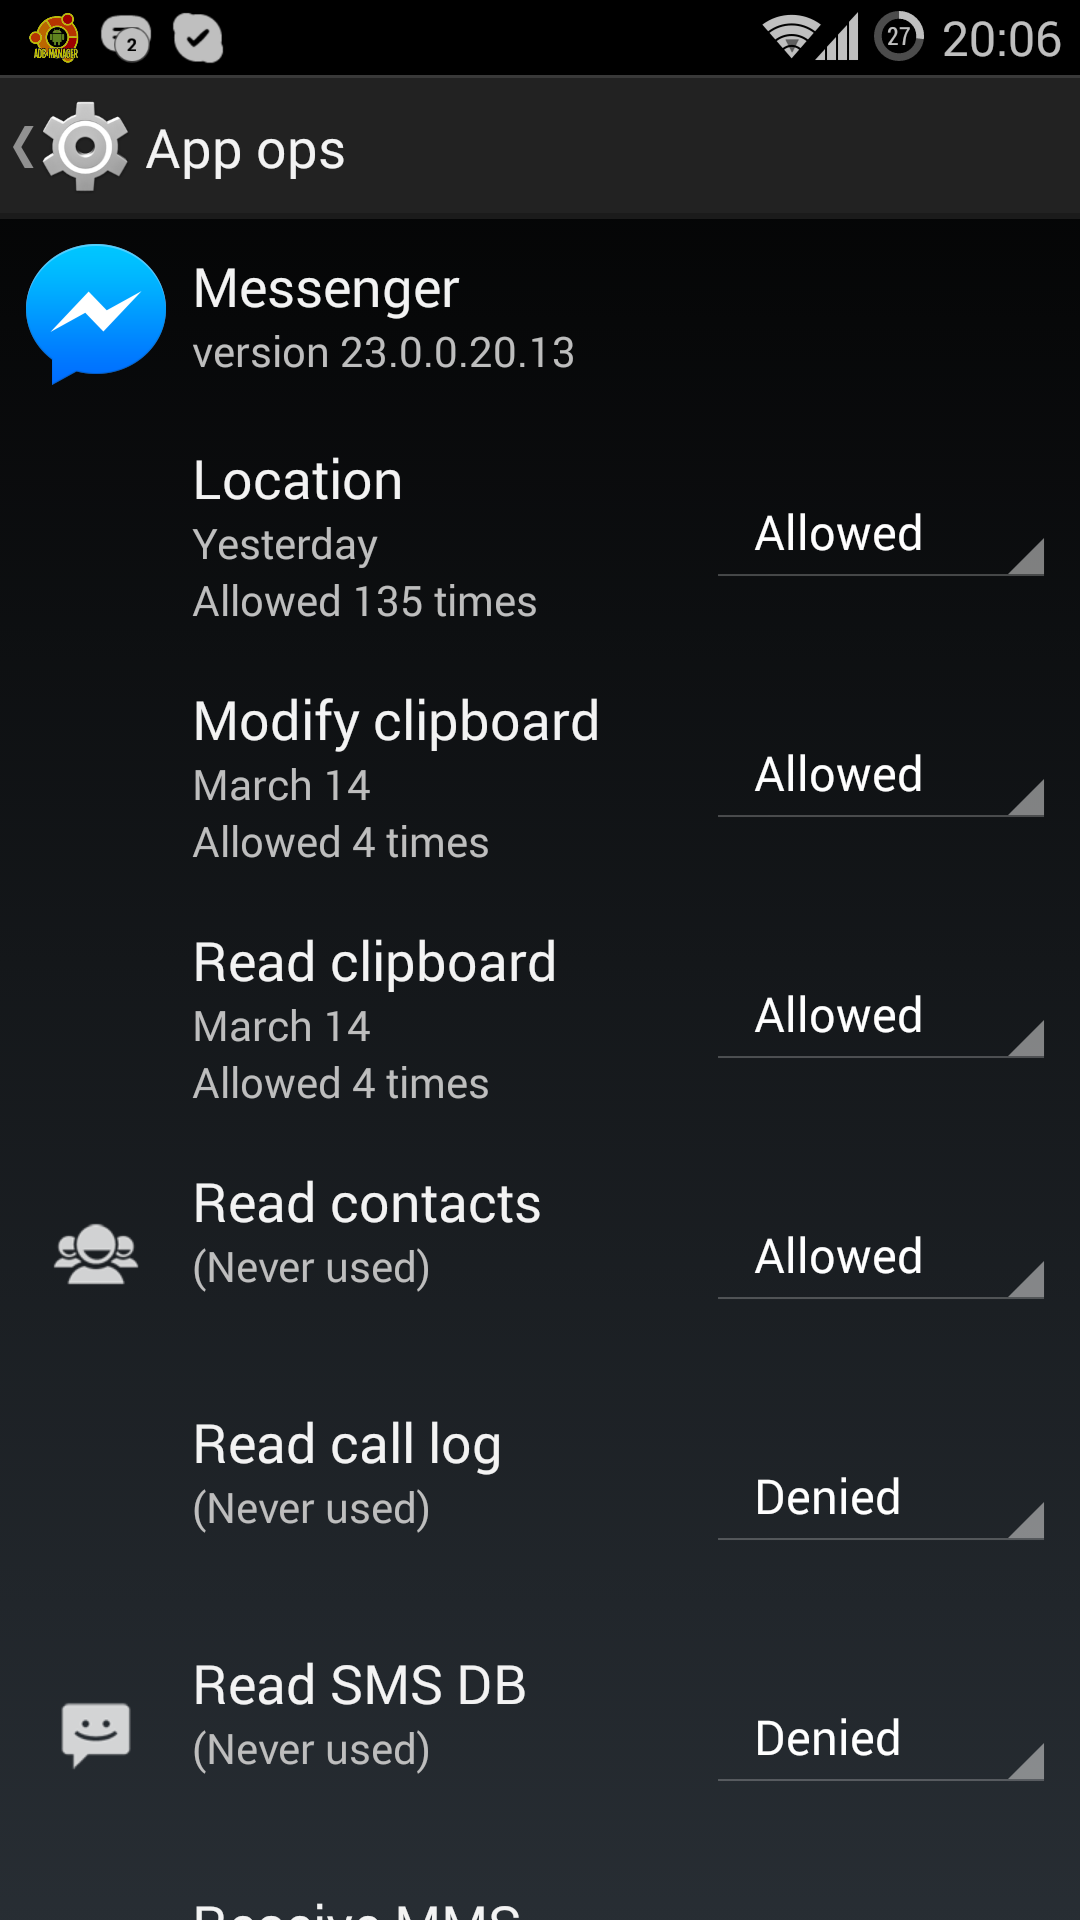 ADB MANAGER
2
27
20:06
App ops
Messenger
version 23.0.0.20.13
Location
Yesterday
Allowed 135 times
Allowed
Modify clipboard
March 14
Allowed 4 times
Allowed
Read clipboard
March 14
Allowed 4 times
Allowed
Read contacts
(Never used)
Allowed
Read call log
(Never used)
Denied
Read SMS DB
(Never used)
Denied
Receive MMS